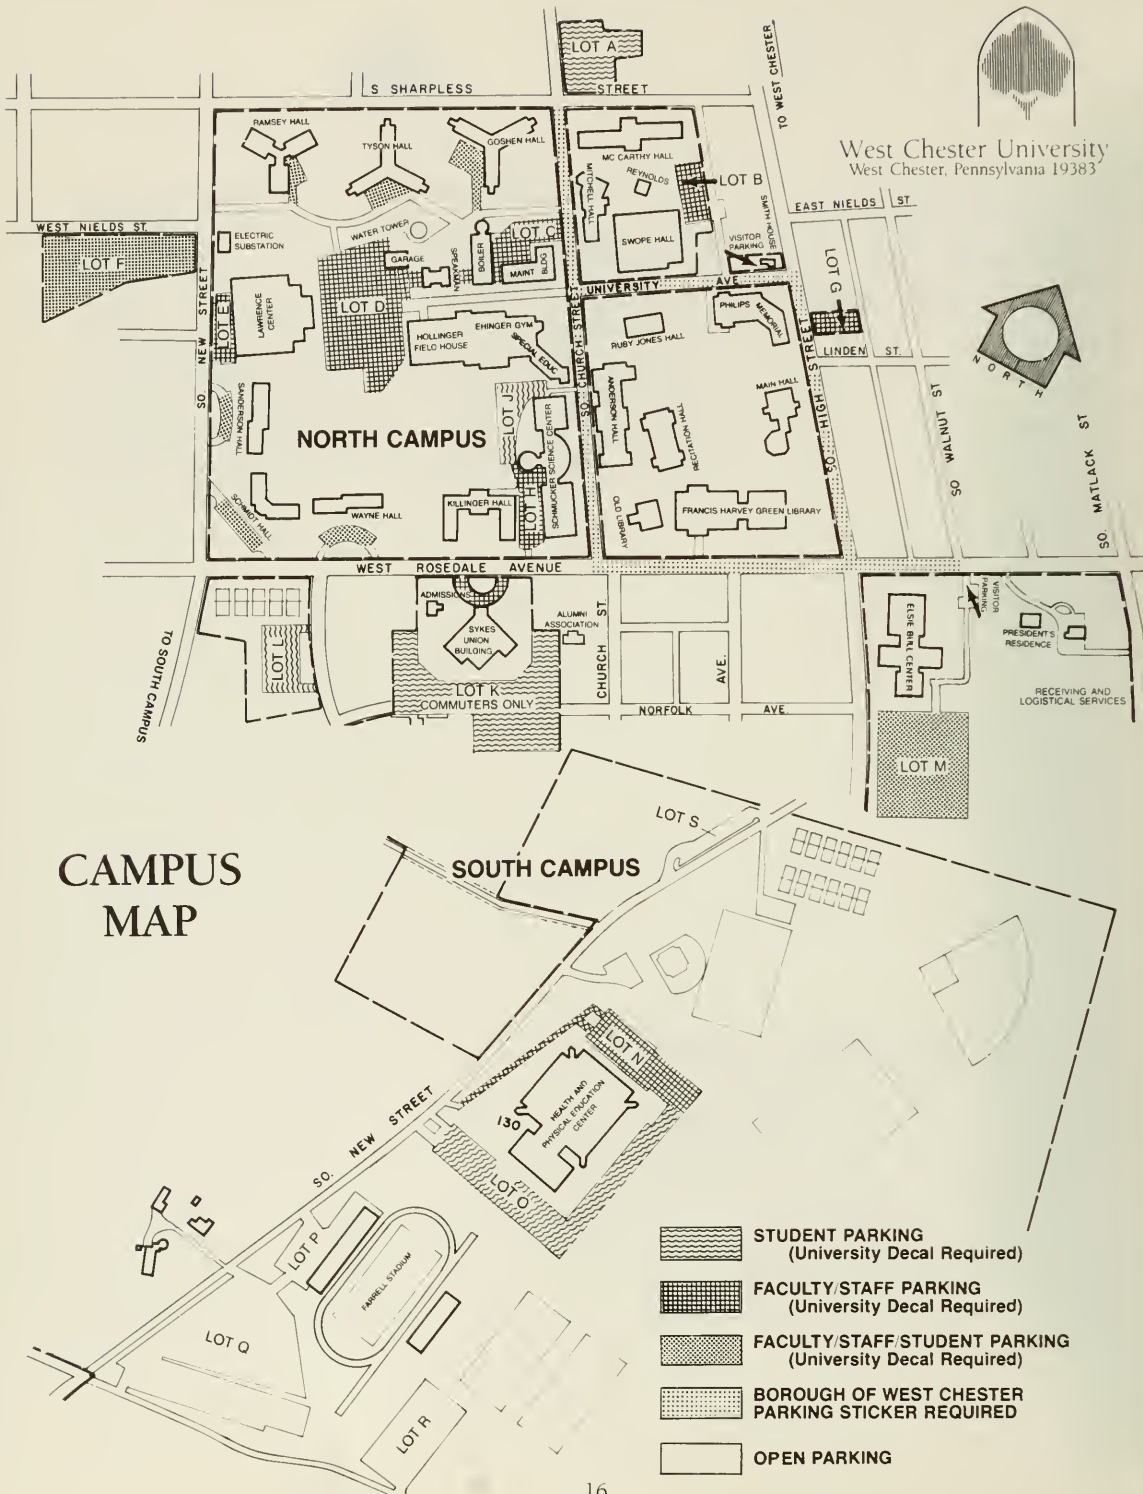 LOT A
TO WEST CHESTER
S SHARPLESS STREET
West Chester University
West Chester, Pennsylvania 19383
RAMSEY HALL
TYSON HALL
GOSHEN HALL
MC CARTHY HALL
MITCHELL HALL
REYNOLDS
LOT B
SMITH HOUSE
EAST NIELDS ST
WEST NIELDS ST.
ELECTRIC
SUBSTATION
WATER TOWER
GARAGE
SPEAKMAN
BOILER
LOT C
MAINT BLDG
SWOPE HALL
VISITOR
PARKING
LOT F
SO. NEW STREET
LOT E
LAWRENCE
CENTER
LOT D
UNIVERSITY AVE
LOT G
HOLLINGER
FIELD HOUSE
EHINGER GYM
SPECIAL EDUC
SO. CHURCH STREET
RUBY JONES HALL
PHILIPS MEMORIAL
LINDEN ST.
NORTH
SANDERSON HALL
NORTH CAMPUS
LOT J
SCHMUCKER SCIENCE CENTER
ANDERSON HALL
RECITATION HALL
MAIN HALL
SO. HIGH STREET
SO WALNUT ST
SO. MATLACK ST
SCHMIDT HALL
WAYNE HALL
KILLINGER HALL
LOT H
OLD LIBRARY
FRANCIS HARVEY GREEN LIBRARY
WEST ROSEDALE AVENUE
TO SOUTH CAMPUS
LOT L
ADMISSIONS
SYKES
UNION
BUILDING
ALUMNI
ASSOCIATION
CHURCH ST.
AVE.
ELSIE BULL CENTER
VISITOR
PARKING
PRESIDENT'S
RESIDENCE
RECEIVING AND
LOGISTICAL SERVICES
LOT K
COMMUTERS ONLY
NORFOLK AVE.
LOT M
CAMPUS
MAP
SOUTH CAMPUS
LOT S
LOT N
HEALTH AND
PHYSICAL EDUCATION
CENTER
130
SO. NEW STREET
LOT O
LOT P
FARRELL STADIUM
LOT Q
LOT R
STUDENT PARKING
(University Decal Required)
FACULTY/STAFF PARKING
(University Decal Required)
FACULTY/STAFF/STUDENT PARKING
(University Decal Required)
BOROUGH OF WEST CHESTER
PARKING STICKER REQUIRED
OPEN PARKING
16